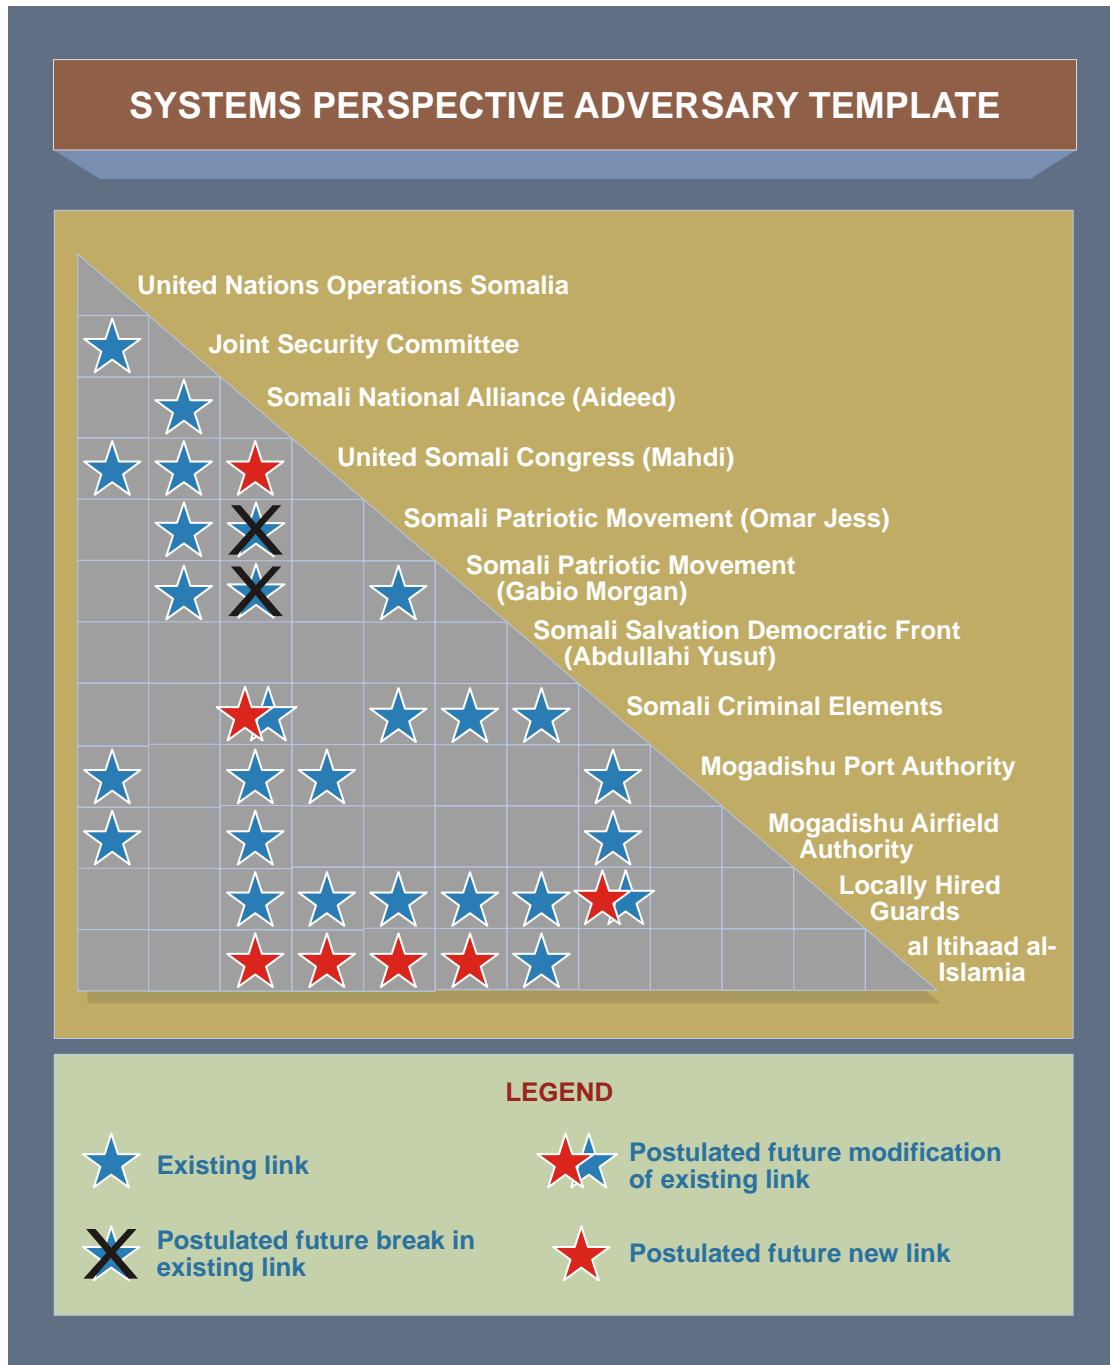 SYSTEMS PERSPECTIVE ADVERSARY TEMPLATE
United Nations Operations Somalia
Joint Security Committee
Somali National Alliance (Aideed)
United Somali Congress (Mahdi)
Somali Patriotic Movement (Omar Jess)
Somali Patriotic Movement
(Gabio Morgan)
Somali Salvation Democratic Front
(Abdullahi Yusuf)
Somali Criminal Elements
Mogadishu Port Authority
Mogadishu Airfield
Authority
Locally Hired
Guards
al Itihaad al-
Islamia
LEGEND
Existing link
Postulated future modification
of existing link
Postulated future break in
existing link
Postulated future new link